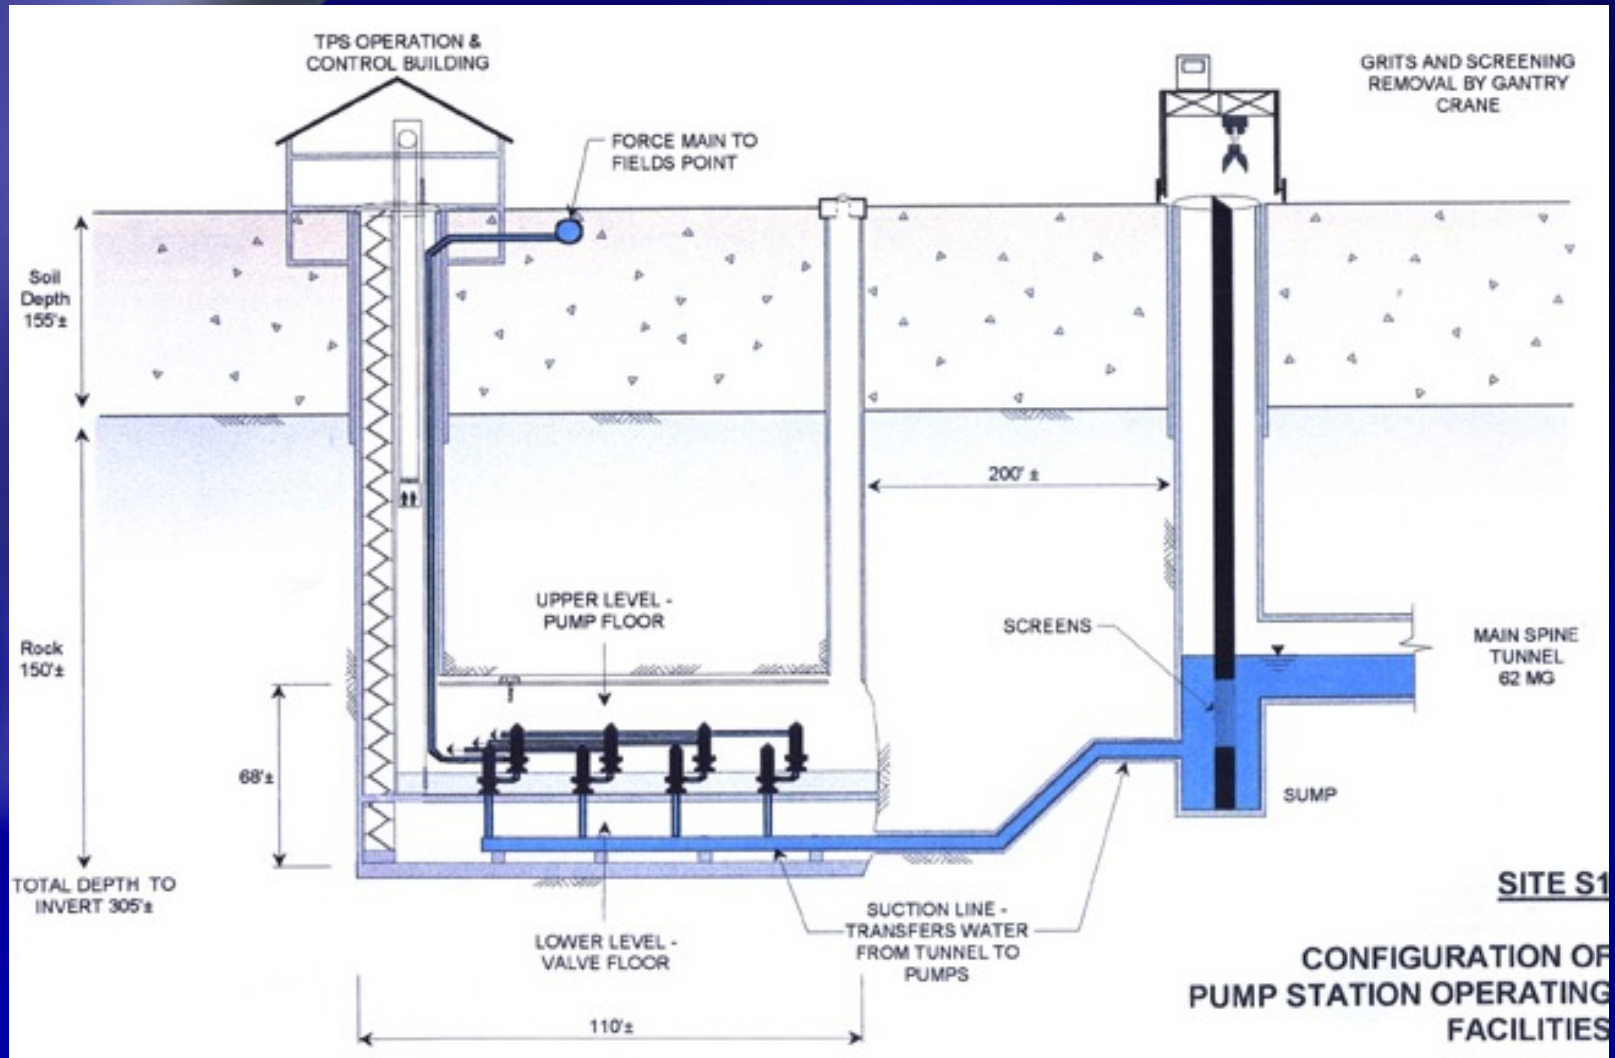 TPS OPERATION &
CONTROL BUILDING
GRITS AND SCREENING
REMOVAL BY GANTRY
CRANE
FORCE MAIN TO
FIELDS POINT
Soil
Depth
155'±
200' ±
UPPER LEVEL -
PUMP FLOOR
SCREENS
MAIN SPINE
TUNNEL
62 MG
Rock
150'±
68'±
SUMP
TOTAL DEPTH TO
INVERT 305'±
SITE S1
SUCTION LINE -
TRANSFERS WATER
FROM TUNNEL TO
PUMPS
LOWER LEVEL -
VALVE FLOOR
CONFIGURATION OF
PUMP STATION OPERATING
FACILITIES
110'±